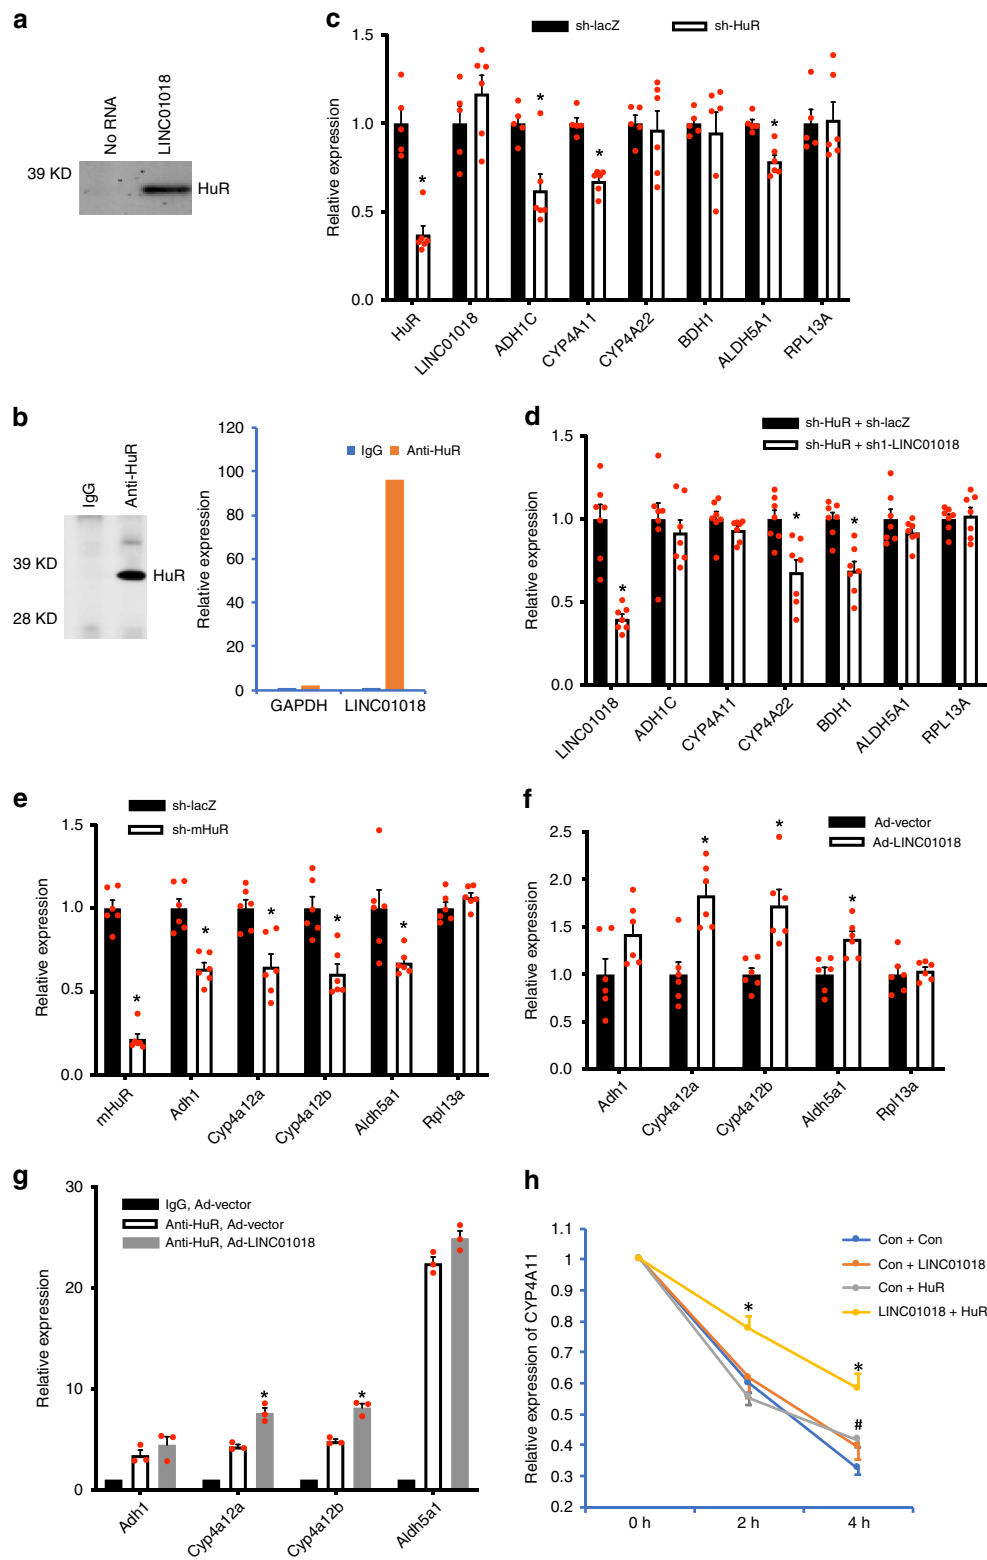 a
No RNA
LINC01018
39 KD
HuR
c
sh-lacZ
sh-HuR
Relative expression
1.5
1.0
0.5
0.0
*
*
*
*
HuR
LINC01018
ADH1C
CYP4A11
CYP4A22
BDH1
ALDH5A1
RPL13A
b
IgG
Anti-HuR
39 KD
28 KD
HuR
Relative expression
120
100
80
60
40
20
0
IgG
Anti-HuR
GAPDH
LINC01018
d
sh-HuR + sh-lacZ
sh-HuR + sh1-LINC01018
Relative expression
1.5
1.0
0.5
0.0
*
*
*
LINC01018
ADH1C
CYP4A11
CYP4A22
BDH1
ALDH5A1
RPL13A
e
sh-lacZ
sh-mHuR
Relative expression
1.5
1.0
0.5
0.0
*
*
*
*
*
mHuR
Adh1
Cyp4a12a
Cyp4a12b
Aldh5a1
Rpl13a
f
Ad-vector
Ad-LINC01018
Relative expression
2.5
2.0
1.5
1.0
0.5
0.0
*
*
*
Adh1
Cyp4a12a
Cyp4a12b
Aldh5a1
Rpl13a
g
IgG, Ad-vector
Anti-HuR, Ad-vector
Anti-HuR, Ad-LINC01018
Relative expression
30
20
10
0
*
*
Adh1
Cyp4a12a
Cyp4a12b
Aldh5a1
h
Relative expression of CYP4A11
1.1
1
0.9
0.8
0.7
0.6
0.5
0.4
0.3
0.2
Con + Con
Con + LINC01018
Con + HuR
LINC01018 + HuR
*
*
#
0 h
2 h
4 h